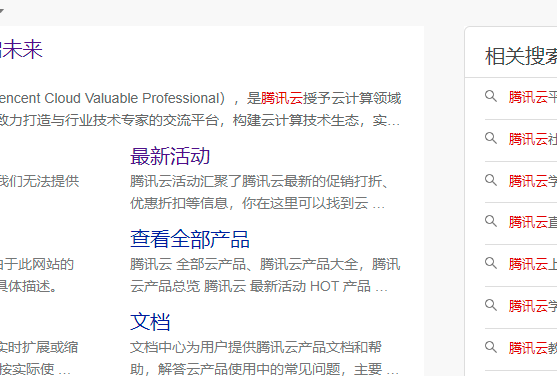 未来
encent Cloud Valuable Professional），是腾讯云授予云计算领域
致力打造与行业技术专家的交流平台，构建云计算技术生态，实...
最新活动
我们无法提供
腾讯云活动汇聚了腾讯云最新的促销打折、
优惠折扣等信息，你在这里可以找到云 ...
查看全部产品
由于此网站的
腾讯云 全部云产品、腾讯云产品大全，腾讯
具体描述。
云产品总览 腾讯云 最新活动 HOT 产品 ...
文档
实时扩展或缩
文档中心为用户提供腾讯云产品文档和帮
按实际使 ...
助，解答云产品使用中的常见问题，主要 ...
相关搜索
腾讯云平
腾讯云社
腾讯云学
腾讯云直
腾讯云上
腾讯云学
腾讯云教